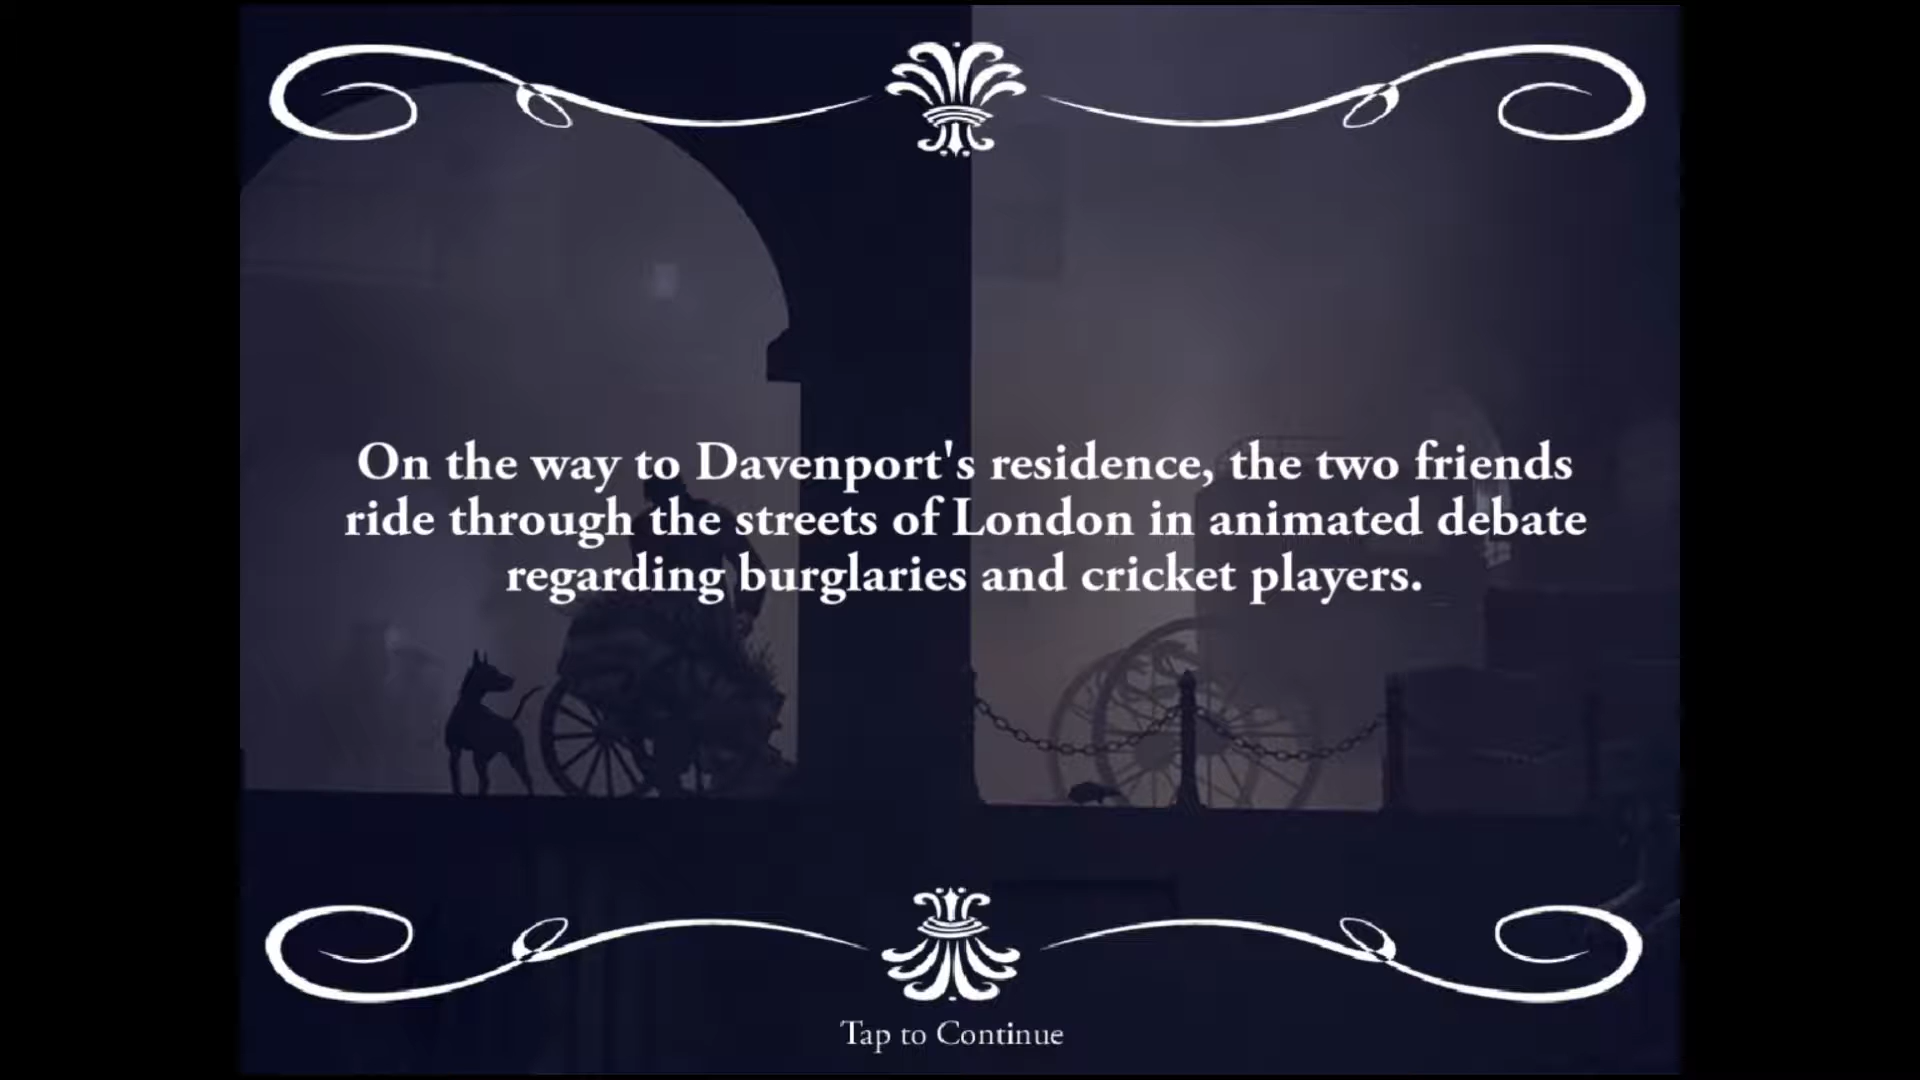 On the way to Davenport's residence, the two friends
ride through the streets of London in animated debate
regarding burglaries and cricket players.
Tap to Continue